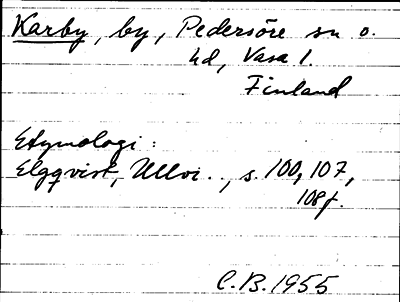 Karby, by, Pedersöre sn o.
hd, Vasa l.
Finland
Etymologi:
Elgqvist, Ullvi.., s. 100, 107,
108 f.
C.B. 1955